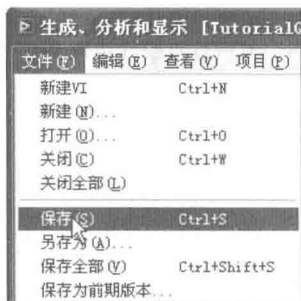 生成、分析和显示 [Tutorial
文件(F) 编辑(E) 查看(V) 项目(P)
新建VI Ctrl+N
新建(N)...
打开(O)... Ctrl+O
关闭(C) Ctrl+W
关闭全部(L)
保存(S) Ctrl+S
另存为(A)...
保存全部(V) Ctrl+Shift+S
保存为前期版本...